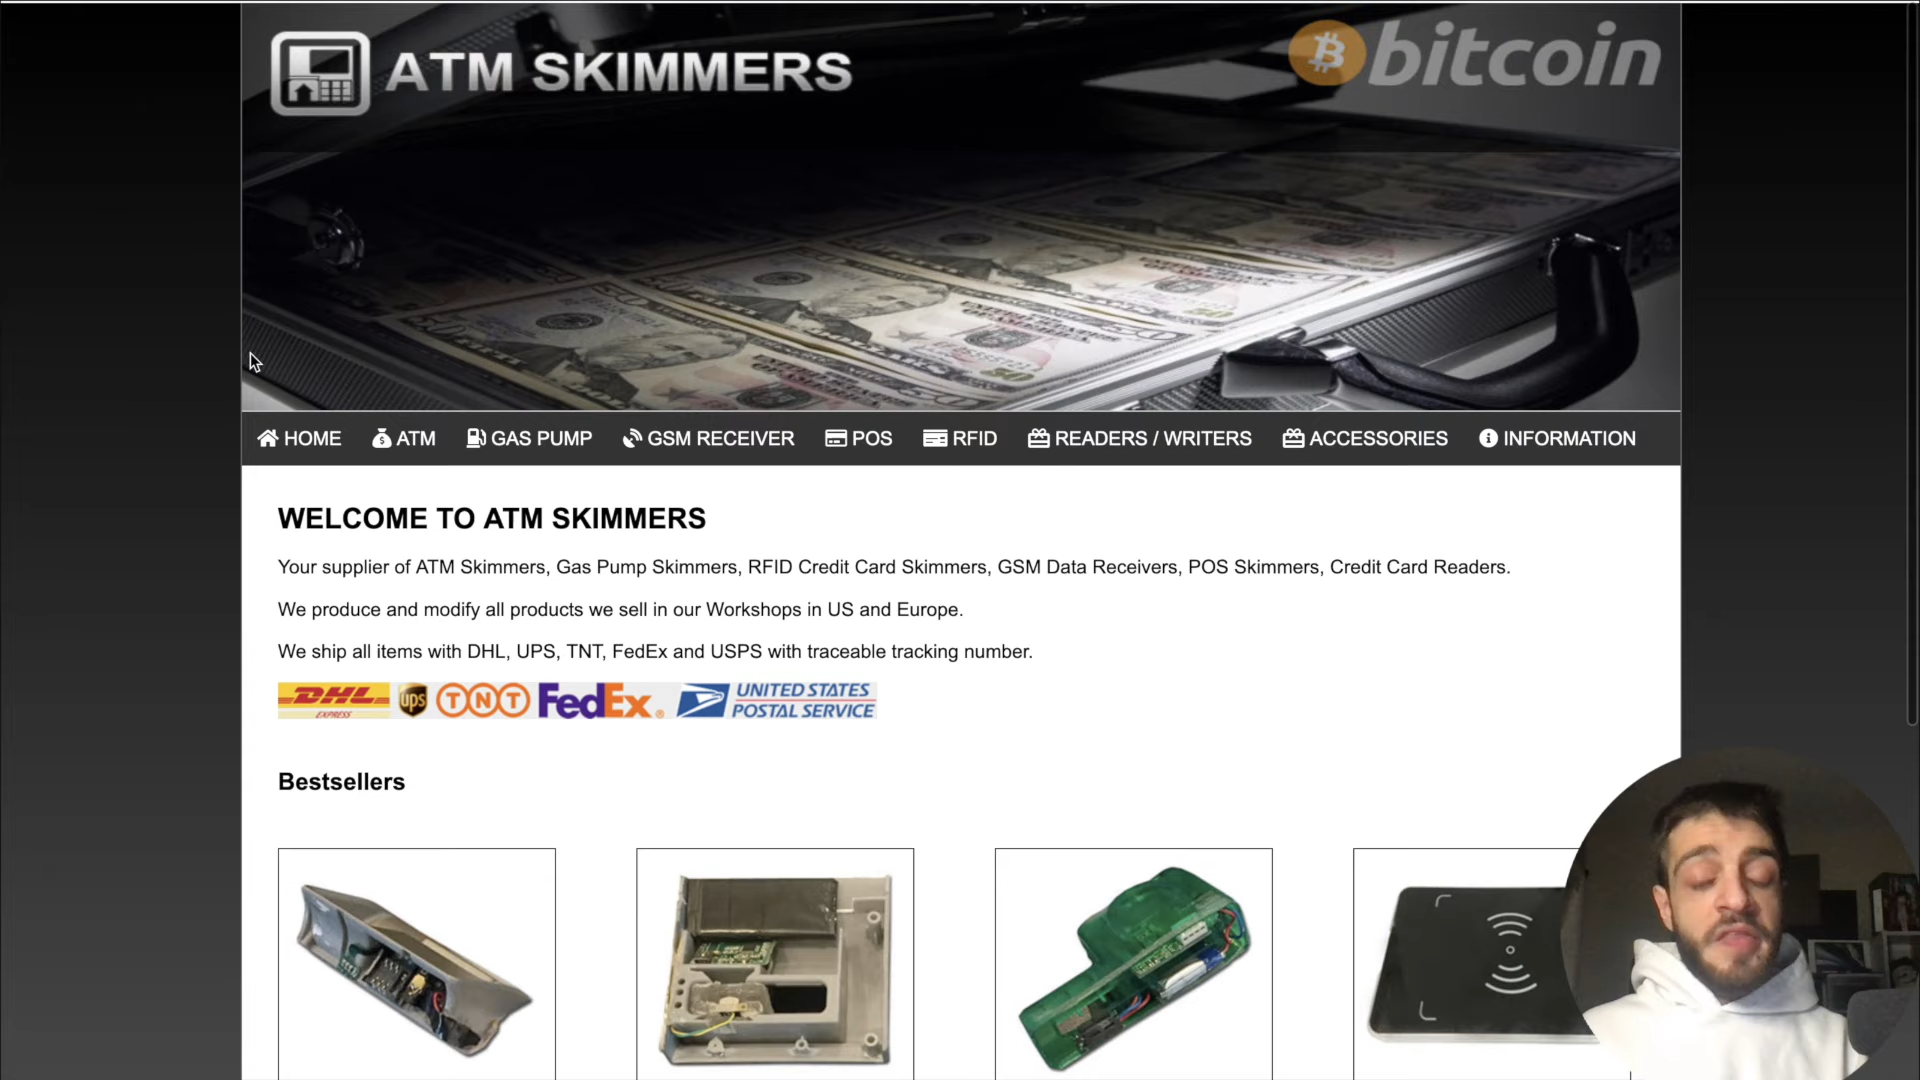 ATM SKIMMERS
bitcoin
HOME ATM GAS PUMP GSM RECEIVER POS RFID READERS / WRITERS ACCESSORIES INFORMATION
WELCOME TO ATM SKIMMERS
Your supplier of ATM Skimmers, Gas Pump Skimmers, RFID Credit Card Skimmers, GSM Data Receivers, POS Skimmers, Credit Card Readers.
We produce and modify all products we sell in our Workshops in US and Europe.
We ship all items with DHL, UPS, TNT, FedEx and USPS with traceable tracking number.
DHL EXPRESS ups TNT FedEx® UNITED STATES POSTAL SERVICE
Bestsellers